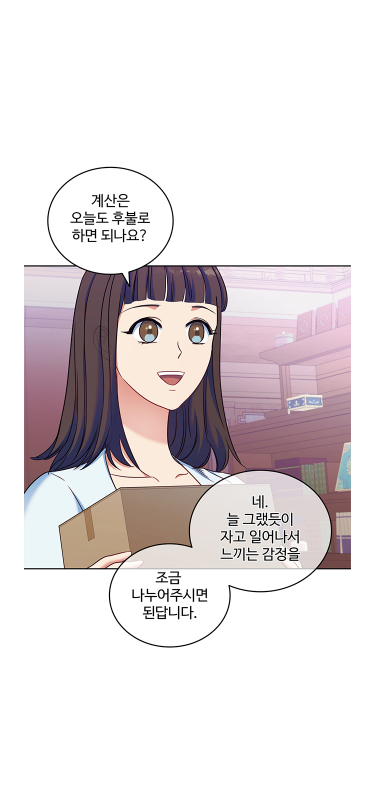 계산은
오늘도 후불로
하면 되나요?
네.
늘 그랬듯이
자고 일어나서
느끼는 감정을
조금
나누어주시면
된답니다.